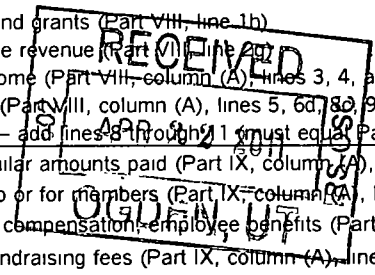 nd grants (Part VIII, line 1h)
e revenue (Part VIII, line 2g)
ome (Part VIII, column (A), lines 3, 4, a
(Part VIII, column (A), lines 5, 6d, 8c, 9
– add lines 8 through 11 (must equal Pa
ular amounts paid (Part IX, column (A),
o or for members (Part IX, column (A), l
compensation, employee benefits (Part
ndraising fees (Part IX, column (A), line
RECEIVED
APR 2 2011
OGDEN, UT